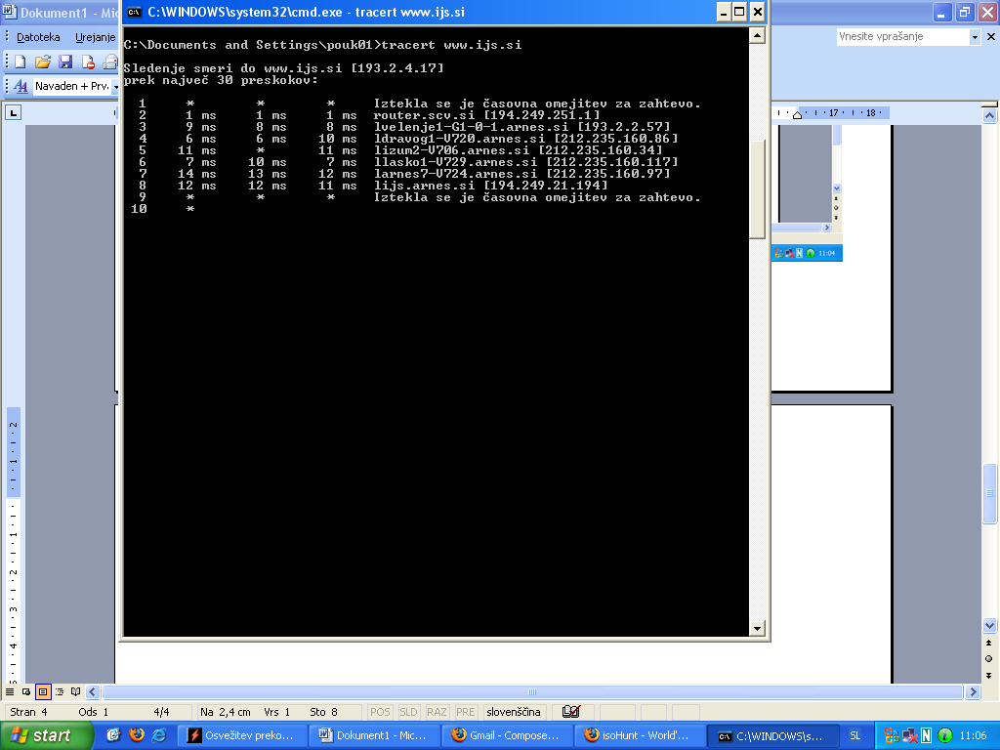 Dokument1 - Mic
C:\WINDOWS\system32\cmd.exe - tracert www.ijs.si
Datoteka Urejanje
Vnesite vprašanje
Navaden + Prv.
C:\Documents and Settings\pouk01>tracert www.ijs.si
Sledenje smeri do www.ijs.si [193.2.4.17]
prek največ 30 preskokov:
1 * * * Iztekla se je časovna omejitev za zahtevo.
2 1 ms 1 ms 1 ms router.scv.si [194.249.251.1]
3 9 ms 8 ms 8 ms lvelenje1-G1-0-1.arnes.si [193.2.2.57]
4 6 ms 6 ms 10 ms ldravog1-V720.arnes.si [212.235.160.86]
5 11 ms * 11 ms lizum2-V706.arnes.si [212.235.160.34]
6 7 ms 10 ms 7 ms llasko1-V729.arnes.si [212.235.160.117]
7 14 ms 13 ms 12 ms larnes7-V724.arnes.si [212.235.160.97]
8 12 ms 12 ms 11 ms lijs.arnes.si [194.249.21.194]
9 * * * Iztekla se je časovna omejitev za zahtevo.
10 *
17 18
N 11:04
2 1 1 2 3 4
Stran 4 Ods 1 4/4 Na 2,4 cm Vrs 1 Sto 8 POS SLD RAZ PRE slovenščina
start Osvežitev preko... Dokument1 - Mic... Gmail - Compose... isoHunt - World'... C:\WINDOWS\s... SL N 11:06